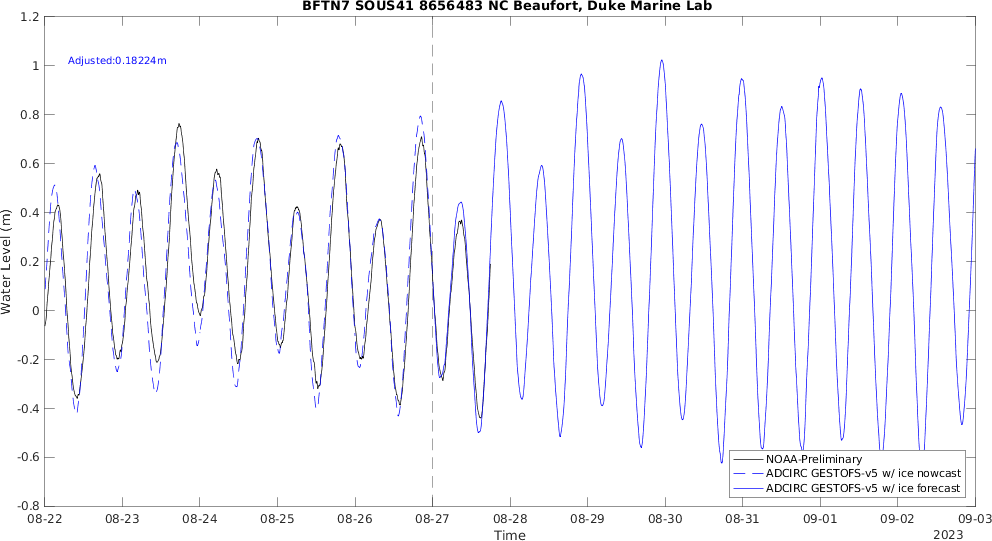 BFTN7 SOUS41 8656483 NC Beaufort, Duke Marine Lab
Adjusted:0.18224m
Water Level (m)
1.2
1
0.8
0.6
0.4
0.2
0
-0.2
-0.4
-0.6
-0.8
NOAA-Preliminary
ADCIRC GESTOFS-v5 w/ ice nowcast
ADCIRC GESTOFS-v5 w/ ice forecast
08-22 08-23 08-24 08-25 08-26 08-27 08-28 08-29 08-30 08-31 09-01 09-02 09-03
Time
2023